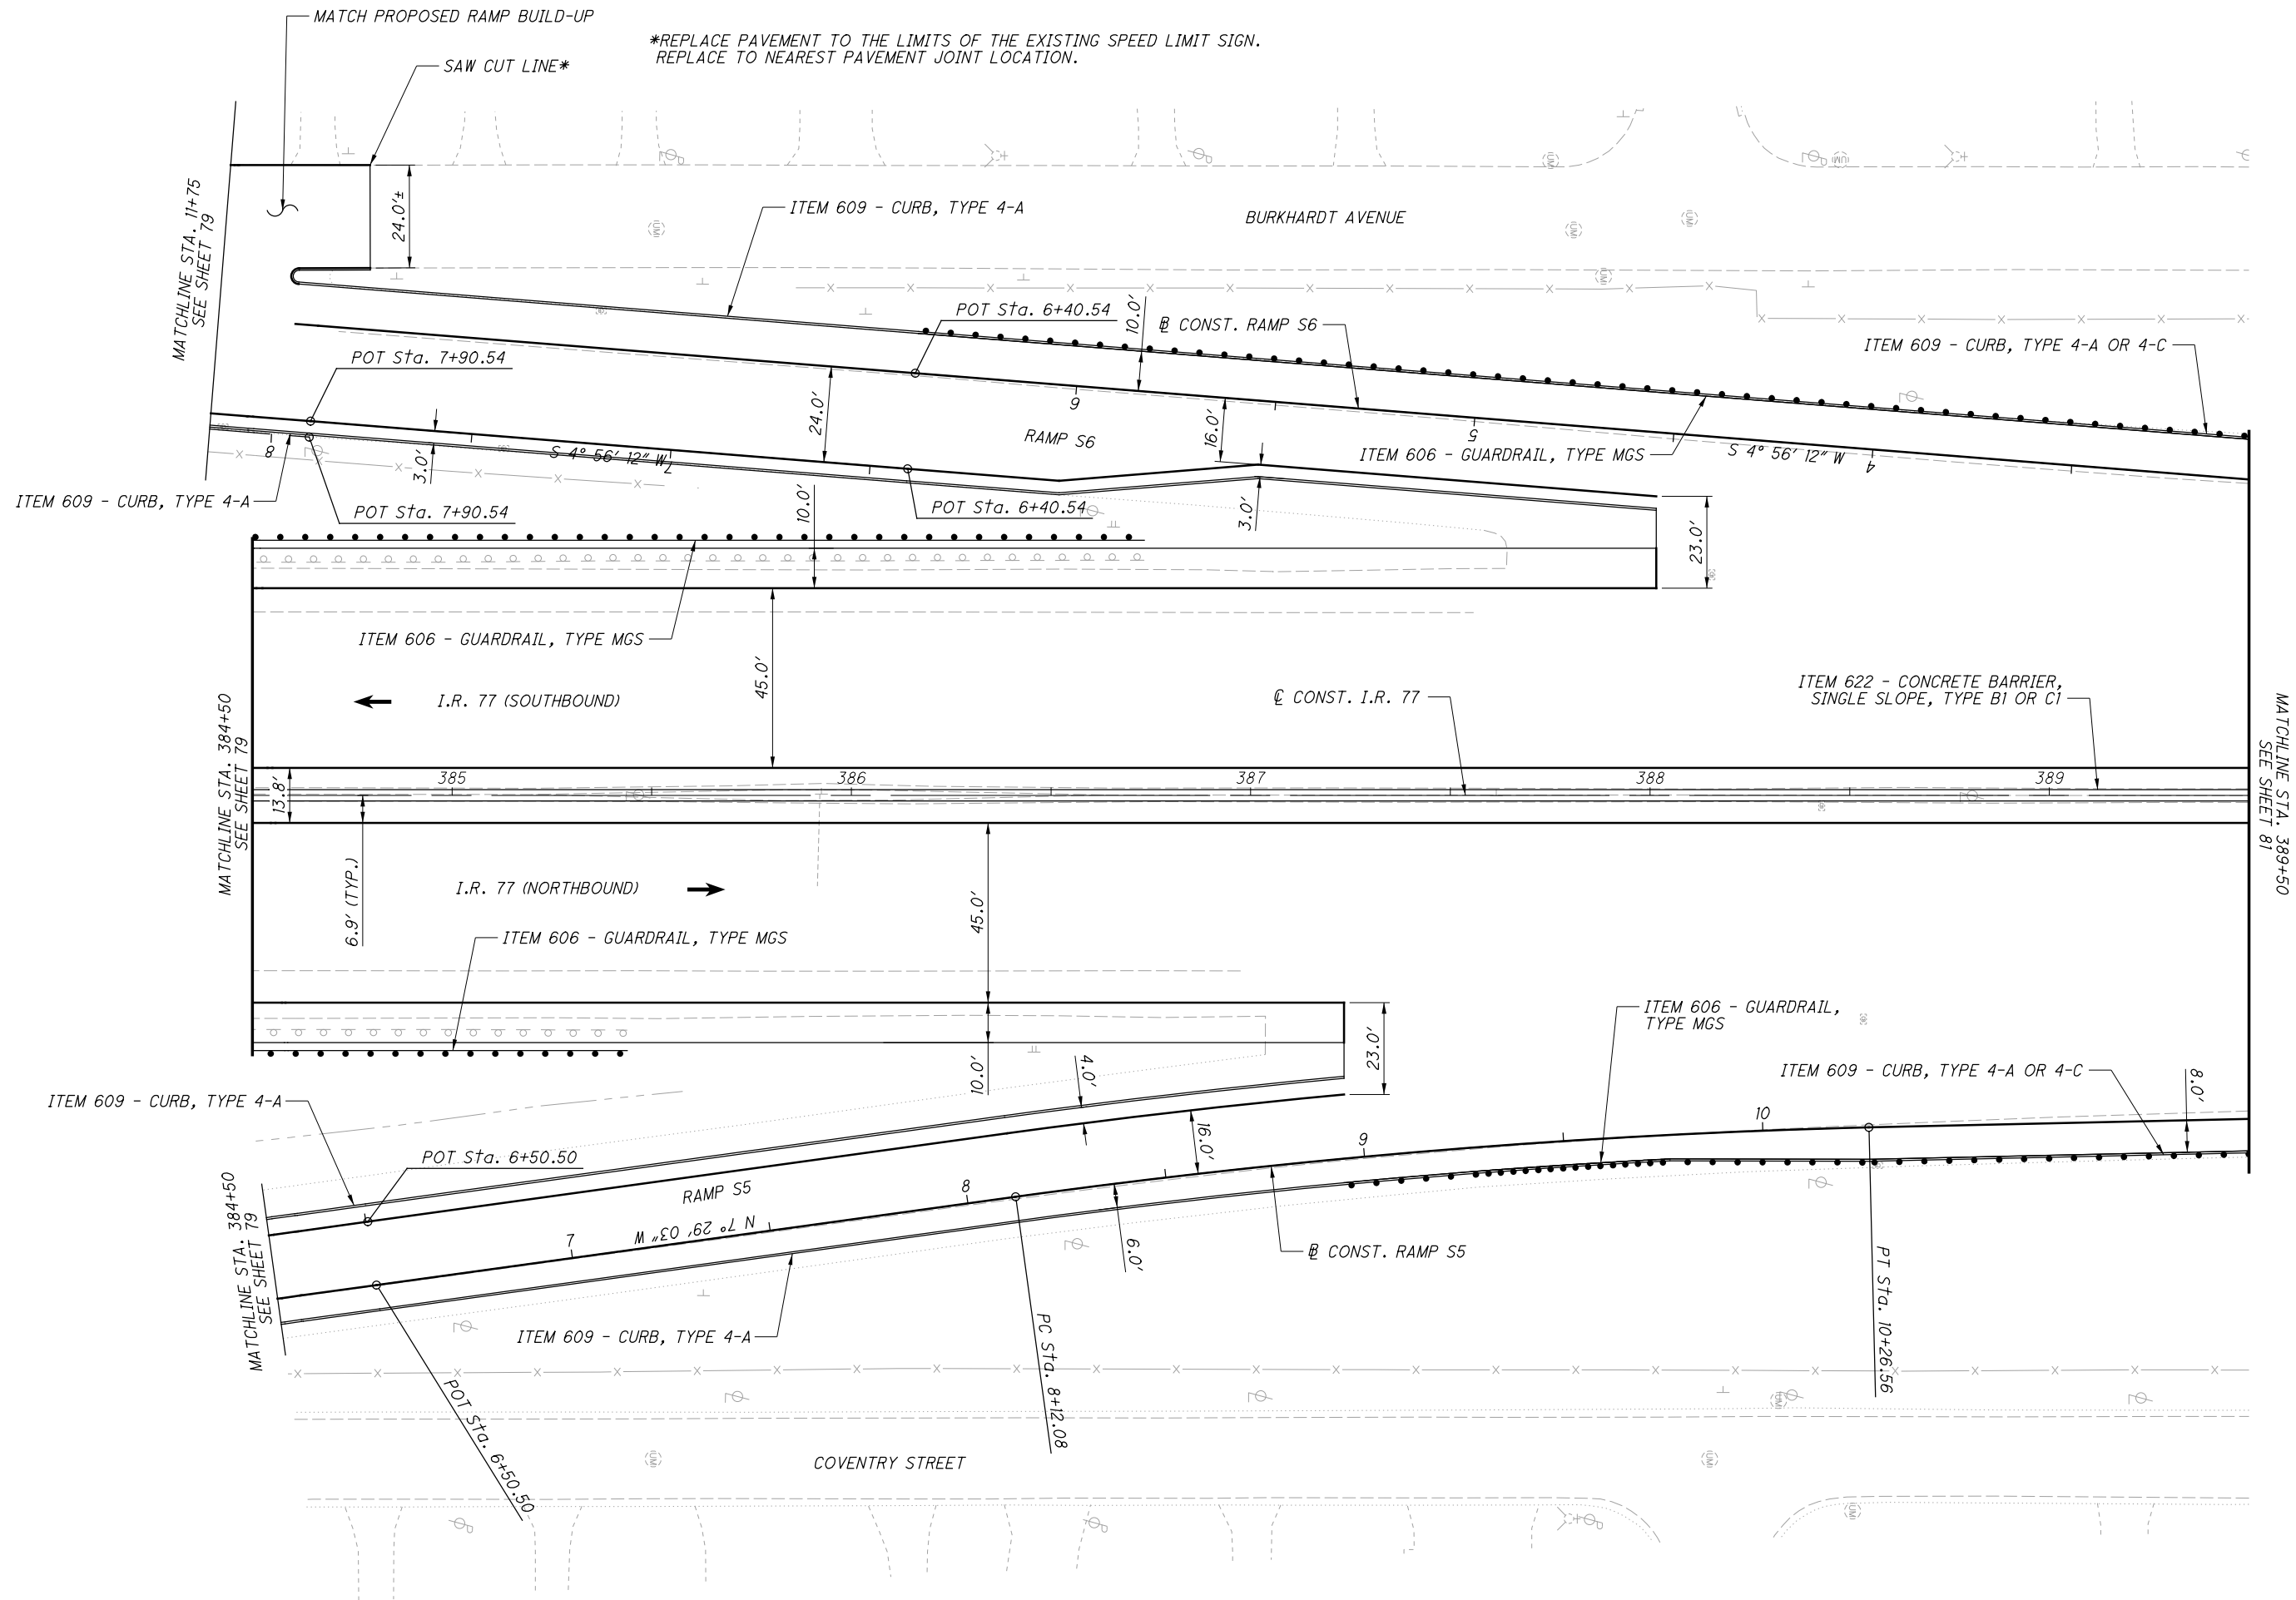 MATCH PROPOSED RAMP BUILD-UP
*REPLACE PAVEMENT TO THE LIMITS OF THE EXISTING SPEED LIMIT SIGN.
REPLACE TO NEAREST PAVEMENT JOINT LOCATION.
SAW CUT LINE*
MATCHLINE STA. 11+75
SEE SHEET 79
24.0'±
ITEM 609 - CURB, TYPE 4-A
BURKHARDT AVENUE
POT Sta. 6+40.54
10.0'
℄ CONST. RAMP S6
ITEM 609 - CURB, TYPE 4-A OR 4-C
POT Sta. 7+90.54
24.0'
6
16.0'
5
RAMP S6
ITEM 606 - GUARDRAIL, TYPE MGS
S 4° 56' 12" W
4
8
3.0'
S 4° 56' 12" W
7
ITEM 609 - CURB, TYPE 4-A
POT Sta. 7+90.54
10.0'
POT Sta. 6+40.54
3.0'
23.0'
ITEM 606 - GUARDRAIL, TYPE MGS
45.0'
I.R. 77 (SOUTHBOUND)
℄ CONST. I.R. 77
ITEM 622 - CONCRETE BARRIER,
SINGLE SLOPE, TYPE B1 OR C1
MATCHLINE STA. 384+50
SEE SHEET 79
MATCHLINE STA. 389+50
SEE SHEET 81
13.8'
385
386
387
388
389
6.9' (TYP.)
I.R. 77 (NORTHBOUND)
45.0'
ITEM 606 - GUARDRAIL, TYPE MGS
ITEM 606 - GUARDRAIL,
TYPE MGS
23.0'
10.0'
4.0'
ITEM 609 - CURB, TYPE 4-A OR 4-C
8.0'
ITEM 609 - CURB, TYPE 4-A
16.0'
9
10
POT Sta. 6+50.50
RAMP S5
8
MATCHLINE STA. 384+50
SEE SHEET 79
7
N 7° 29' 03" W
6.0'
℄ CONST. RAMP S5
ITEM 609 - CURB, TYPE 4-A
PC Sta. 8+12.08
PT Sta. 10+26.56
POT Sta. 6+50.50
COVENTRY STREET